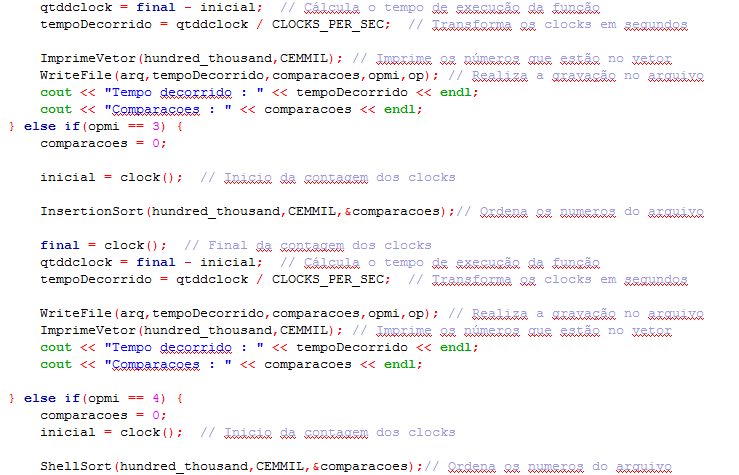 qtddclock = final - inicial;  // Cálcula o tempo de execução da função
tempoDecorrido = qtddclock / CLOCKS_PER_SEC;  // Transforma os clocks em segundos
ImprimeVetor(hundred_thousand,CEMMIL); // Imprime os números que estão no vetor
WriteFile(arq,tempoDecorrido,comparacoes,opmi,op); // Realiza a gravação no arquivo
cout << "Tempo decorrido : " << tempoDecorrido << endl;
cout << "Comparacoes : " << comparacoes << endl;
} else if(opmi == 3) {
comparacoes = 0;
inicial = clock();  // Inicio da contagem dos clocks
InsertionSort(hundred_thousand,CEMMIL,&comparacoes);// Ordena os numeros do arquivo
final = clock();  // Final da contagem dos clocks
qtddclock = final - inicial;  // Cálcula o tempo de execução da função
tempoDecorrido = qtddclock / CLOCKS_PER_SEC;  // Transforma os clocks em segundos
WriteFile(arq,tempoDecorrido,comparacoes,opmi,op); // Realiza a gravação no arquivo
ImprimeVetor(hundred_thousand,CEMMIL); // Imprime os números que estão no vetor
cout << "Tempo decorrido : " << tempoDecorrido << endl;
cout << "Comparacoes : " << comparacoes << endl;
} else if(opmi == 4) {
comparacoes = 0;
inicial = clock();  // Inicio da contagem dos clocks
ShellSort(hundred_thousand,CEMMIL,&comparacoes);// Ordena os numeros do arquivo